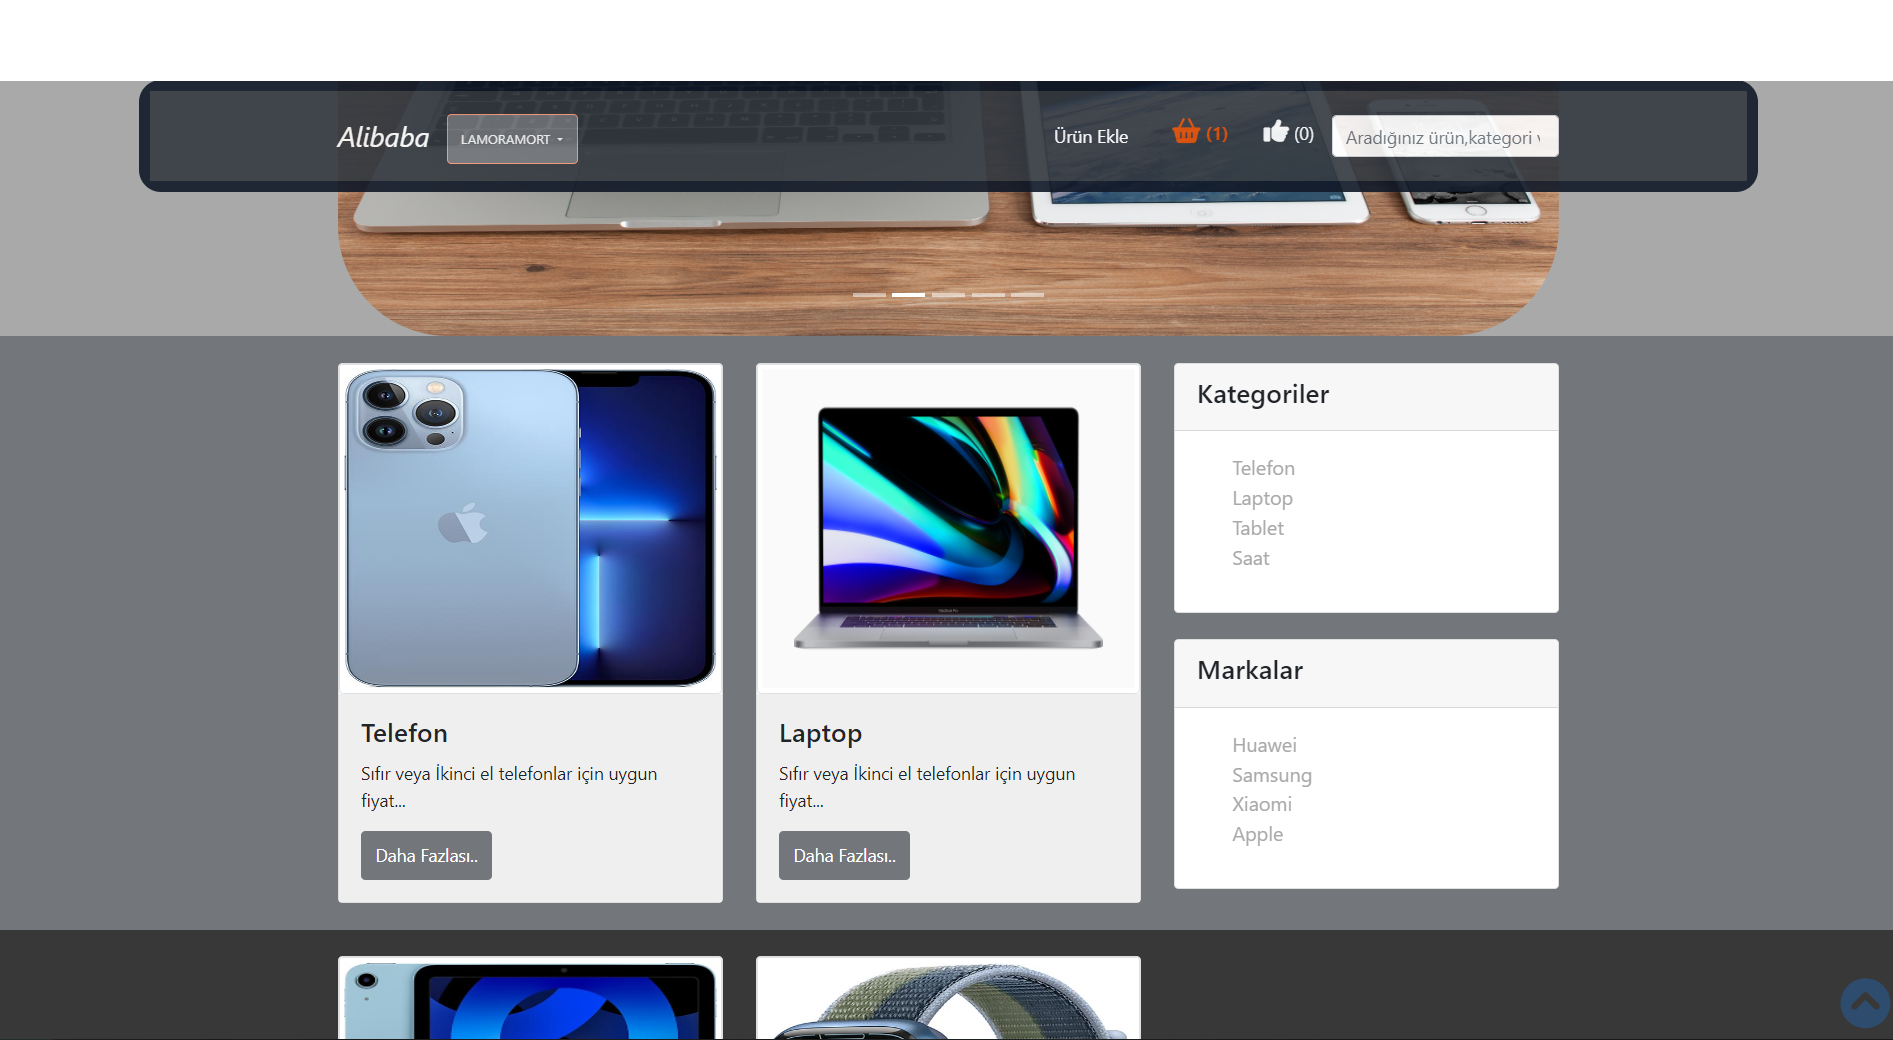 Alibaba
LAMORAMORT
Ürün Ekle
(1)
(0)
Aradığınız ürün,kategori
Telefon
Sıfır veya İkinci el telefonlar için uygun
fiyat...
Daha Fazlası..
Laptop
Sıfır veya İkinci el telefonlar için uygun
fiyat...
Daha Fazlası..
Kategoriler
Telefon
Laptop
Tablet
Saat
Markalar
Huawei
Samsung
Xiaomi
Apple